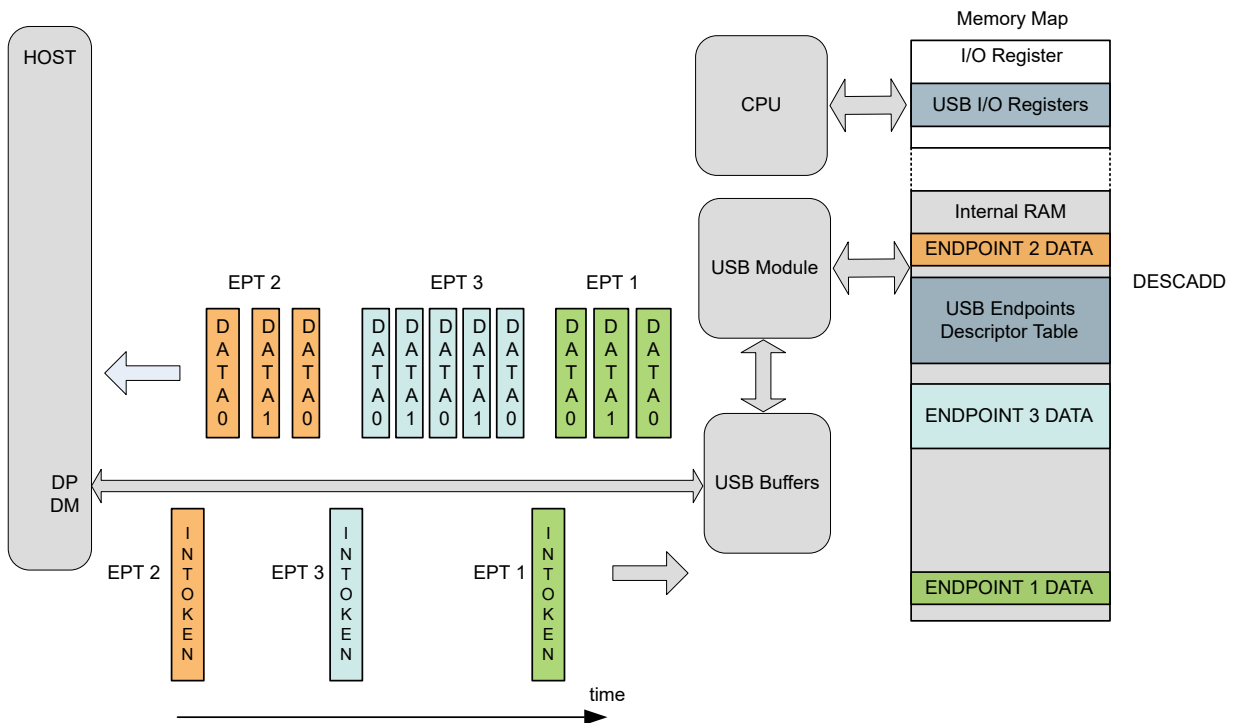 Memory Map
HOST
I/O Register
CPU
USB I/O Registers
Internal RAM
ENDPOINT 2 DATA
USB Module
DESCADD
USB Endpoints
Descriptor Table
EPT 2
EPT 3
EPT 1
DATA0
DATA1
DATA0
DATA0
DATA1
DATA0
DATA1
DATA0
DATA0
DATA1
DATA0
ENDPOINT 3 DATA
DP
DM
USB Buffers
EPT 2
INTOKEN
EPT 3
INTOKEN
EPT 1
INTOKEN
ENDPOINT 1 DATA
time